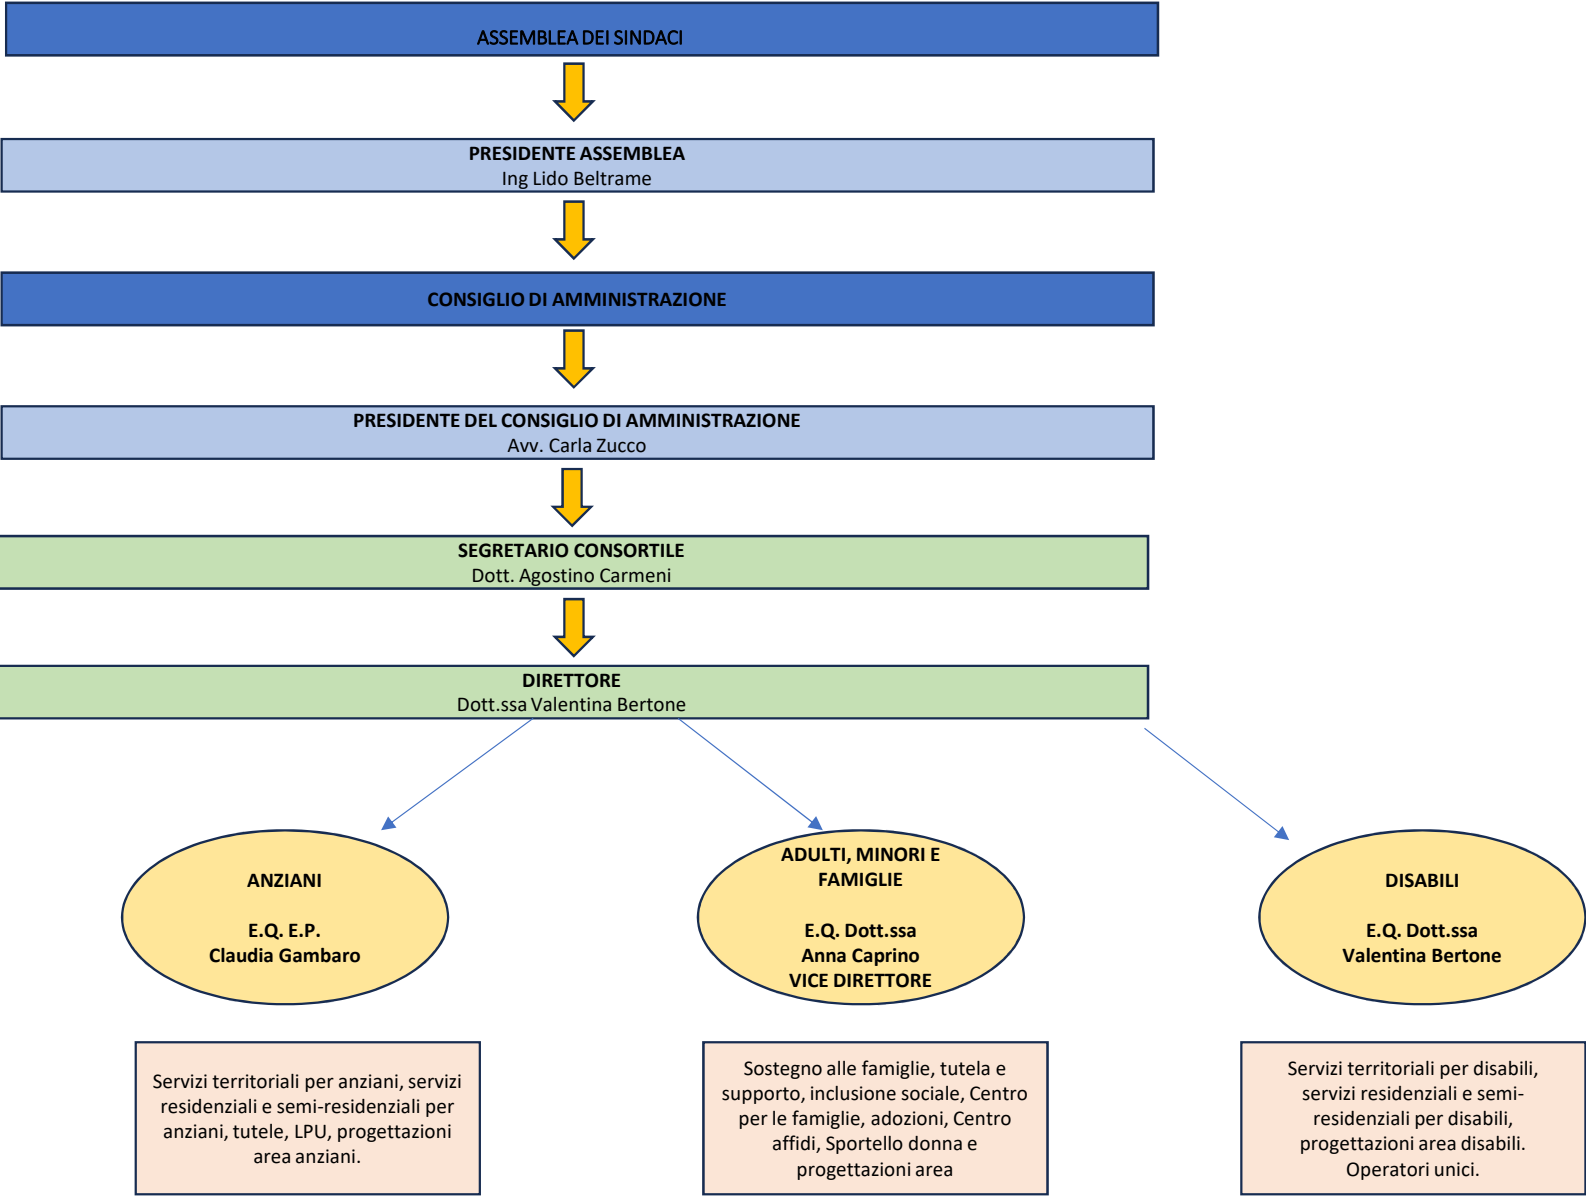 ASSEMBLEA DEI SINDACI
PRESIDENTE ASSEMBLEA
Ing Lido Beltrame
CONSIGLIO DI AMMINISTRAZIONE
PRESIDENTE DEL CONSIGLIO DI AMMINISTRAZIONE
Avv. Carla Zucco
SEGRETARIO CONSORTILE
Dott. Agostino Carmeni
DIRETTORE
Dott.ssa Valentina Bertone
ANZIANI
E.Q. E.P.
Claudia Gambaro
ADULTI, MINORI E
FAMIGLIE
E.Q. Dott.ssa
Anna Caprino
VICE DIRETTORE
DISABILI
E.Q. Dott.ssa
Valentina Bertone
Servizi territoriali per anziani, servizi
residenziali e semi-residenziali per
anziani, tutele, LPU, progettazioni
area anziani.
Sostegno alle famiglie, tutela e
supporto, inclusione sociale, Centro
per le famiglie, adozioni, Centro
affidi, Sportello donna e
progettazioni area
Servizi territoriali per disabili,
servizi residenziali e semi-
residenziali per disabili,
progettazioni area disabili.
Operatori unici.